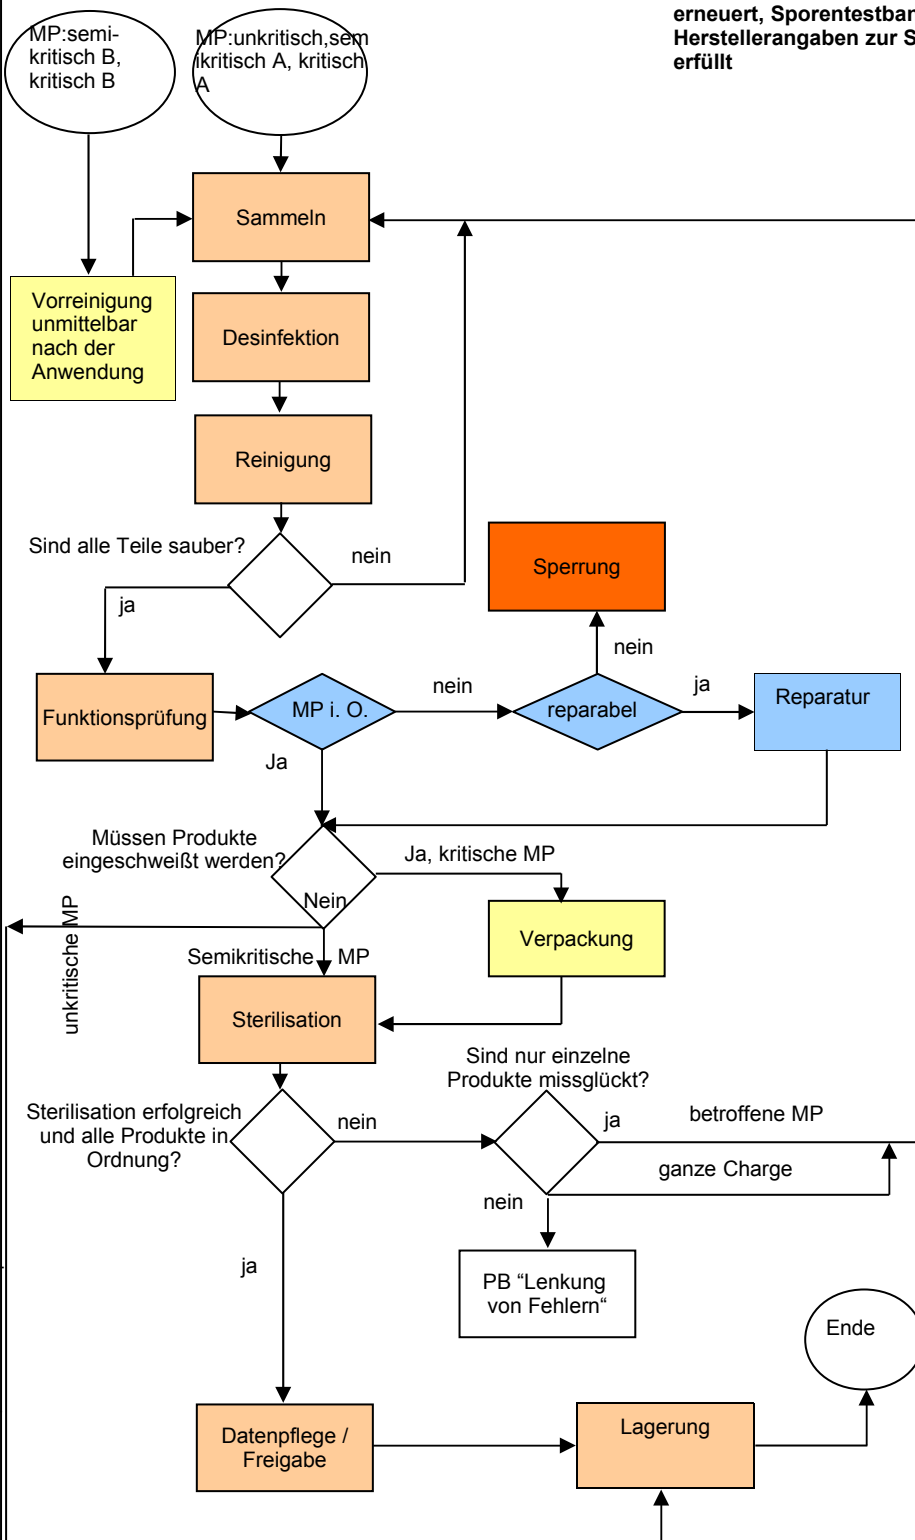 erneuert, Sporentestban
Herstellerangaben zur S
erfüllt
MP:semi-
kritisch B,
kritisch B
MP:unkritisch,sem
ikritisch A, kritisch
A
Sammeln
Vorreinigung
unmittelbar
nach der
Anwendung
Desinfektion
Reinigung
Sind alle Teile sauber?
nein
ja
Sperrung
nein
Funktionsprüfung
MP i. O.
nein
reparabel
ja
Reparatur
Ja
Müssen Produkte
eingeschweißt werden?
Ja, kritische MP
Nein
unkritische MP
Verpackung
Semikritische MP
Sterilisation
Sind nur einzelne
Produkte missglückt?
Sterilisation erfolgreich
und alle Produkte in
Ordnung?
nein
ja
betroffene MP
ganze Charge
nein
ja
PB “Lenkung
von Fehlern“
Ende
Datenpflege /
Freigabe
Lagerung